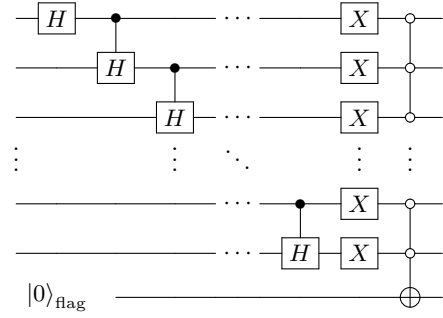 H ··· X
H ··· X
H ··· X
⋮ ⋮ ⋱ ⋮ ⋮
··· X
··· H X
|0⟩flag